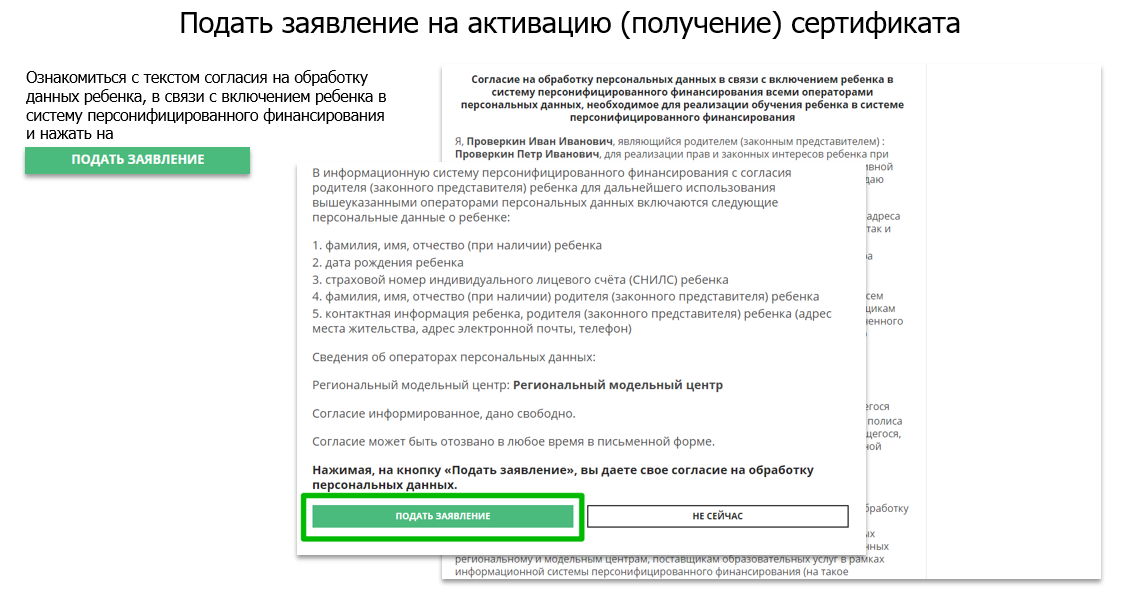 Подать заявление на активацию (получение) сертификата
Ознакомиться с текстом согласия на обработку
данных ребенка, в связи с включением ребенка в
систему персонифицированного финансирования
и нажать на
ПОДАТЬ ЗАЯВЛЕНИЕ
Согласие на обработку персональных данных в связи с включением ребенка в
систему персонифицированного финансирования всеми операторами
персональных данных, необходимое для реализации обучения ребенка в системе
персонифицированного финансирования
Я, Проверкин Иван Иванович, являющийся родителем (законным представителем) :
Проверкин Петр Иванович, для реализации прав и законных интересов ребенка при
адреса
так и
В информационную систему персонифицированного финансирования с согласия
родителя (законного представителя) ребенка для дальнейшего использования
вышеуказанными операторами персональных данных включаются следующие
персональные данные о ребенке:
1. фамилия, имя, отчество (при наличии) ребенка
2. дата рождения ребенка
3. страховой номер индивидуального лицевого счёта (СНИЛС) ребенка
4. фамилия, имя, отчество (при наличии) родителя (законного представителя) ребенка
5. контактная информация ребенка, родителя (законного представителя) ребенка (адрес
места жительства, адрес электронной почты, телефон)
Сведения об операторах персональных данных:
Региональный модельный центр: Региональный модельный центр
Согласие информированное, дано свободно.
Согласие может быть отозвано в любое время в письменной форме.
Нажимая, на кнопку «Подать заявление», вы даете свое согласие на обработку
персональных данных.
ПОДАТЬ ЗАЯВЛЕНИЕ
НЕ СЕЙЧАС
полиса
региональному и модельным центрам, поставщикам образовательных услуг в рамках
информационной системы персонифицированного финансирования (на такое